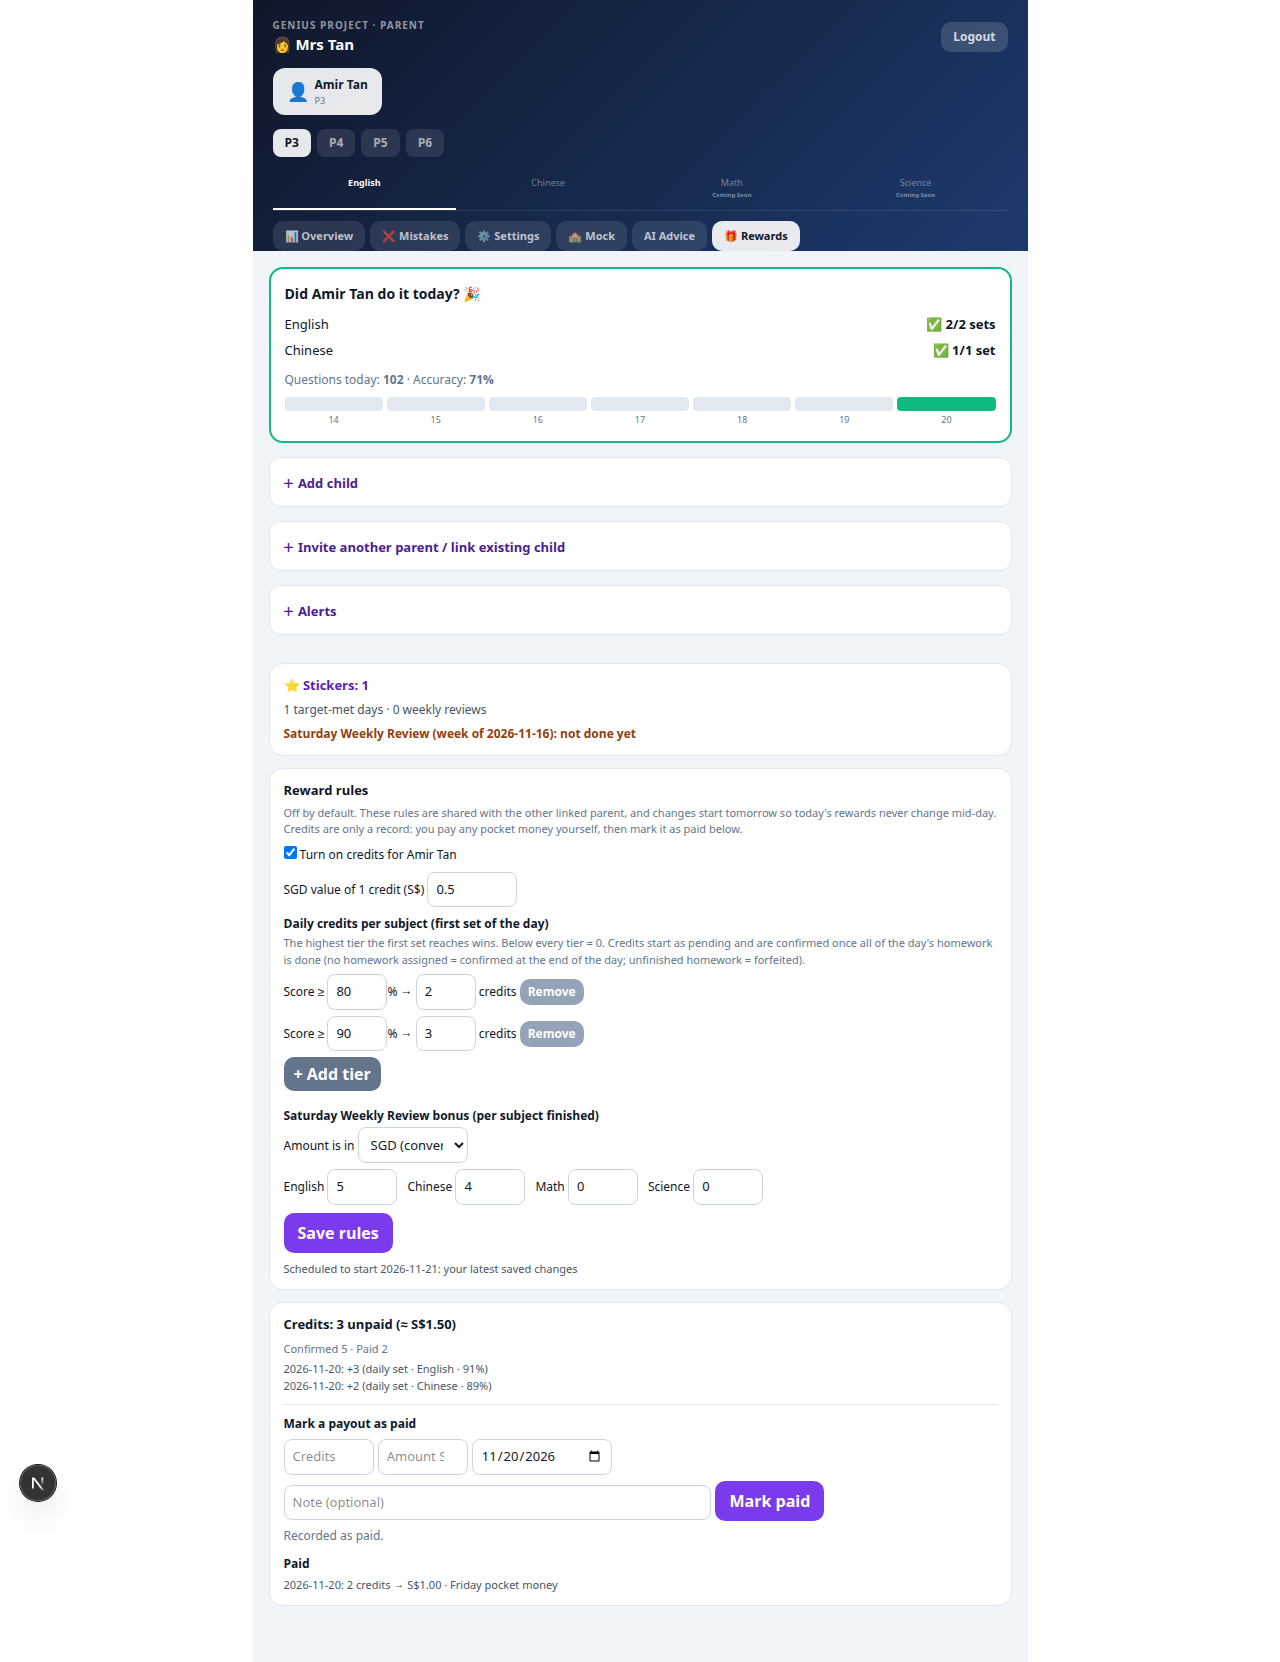 GENIUS PROJECT · PARENT
👩 Mrs Tan
Logout
Amir Tan
P3
P3 P4 P5 P6
English Chinese Math Science
Coming Soon Coming Soon
📊 Overview ❌ Mistakes ⚙️ Settings 🏫 Mock AI Advice 🎁 Rewards
Did Amir Tan do it today? 🎉
English ✅ 2/2 sets
Chinese ✅ 1/1 set
Questions today: 102 · Accuracy: 71%
14 15 16 17 18 19 20
+ Add child
+ Invite another parent / link existing child
+ Alerts
⭐ Stickers: 1
1 target-met days · 0 weekly reviews
Saturday Weekly Review (week of 2026-11-16): not done yet
Reward rules
Off by default. These rules are shared with the other linked parent, and changes start tomorrow so today's rewards never change mid-day.
Credits are only a record: you pay any pocket money yourself, then mark it as paid below.
Turn on credits for Amir Tan
SGD value of 1 credit (S$) 0.5
Daily credits per subject (first set of the day)
The highest tier the first set reaches wins. Below every tier = 0. Credits start as pending and are confirmed once all of the day's homework
is done (no homework assigned = confirmed at the end of the day; unfinished homework = forfeited).
Score ≥ 80 % → 2 credits Remove
Score ≥ 90 % → 3 credits Remove
+ Add tier
Saturday Weekly Review bonus (per subject finished)
Amount is in SGD (conver
English 5 Chinese 4 Math 0 Science 0
Save rules
Scheduled to start 2026-11-21: your latest saved changes
Credits: 3 unpaid (≈ S$1.50)
Confirmed 5 · Paid 2
2026-11-20: +3 (daily set · English · 91%)
2026-11-20: +2 (daily set · Chinese · 89%)
Mark a payout as paid
Credits Amount S 11/20/2026
Note (optional) Mark paid
Recorded as paid.
Paid
2026-11-20: 2 credits → S$1.00 · Friday pocket money
N